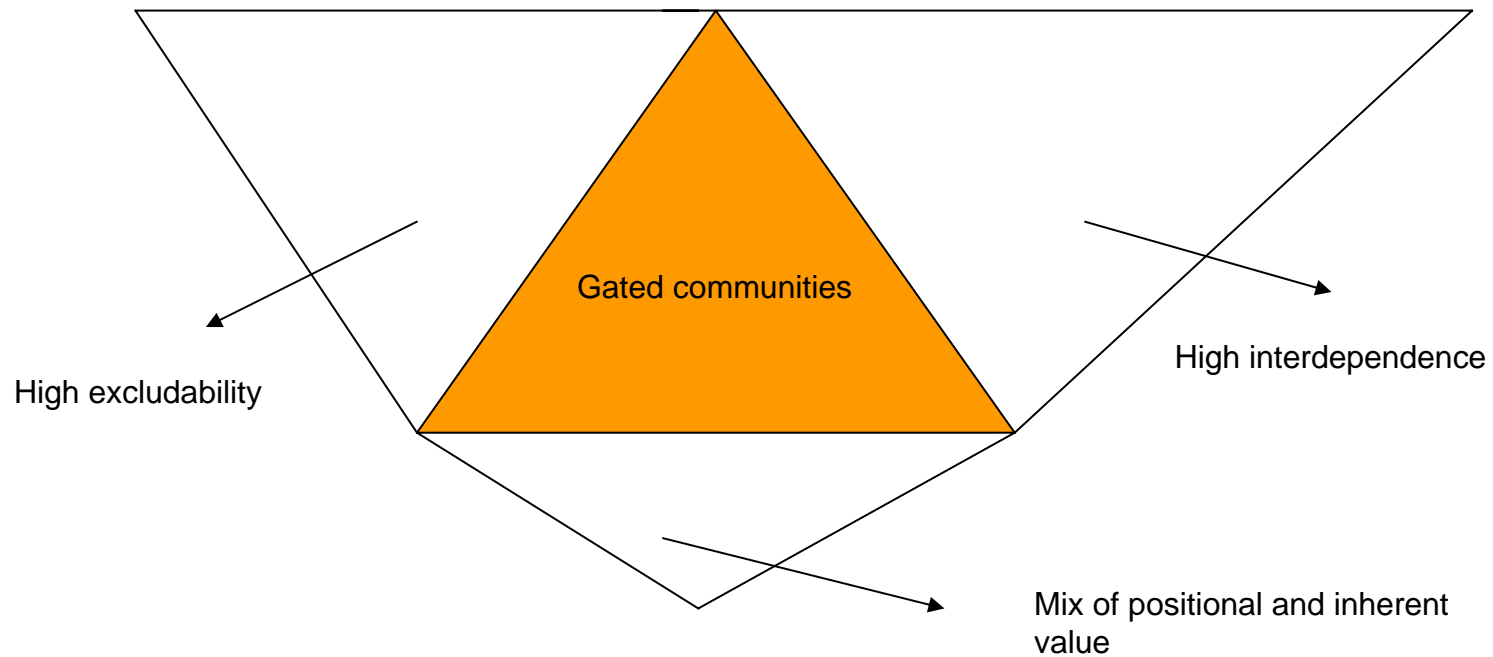 Gated communities
High interdependence
High excludability
Mix of positional and inherent
value